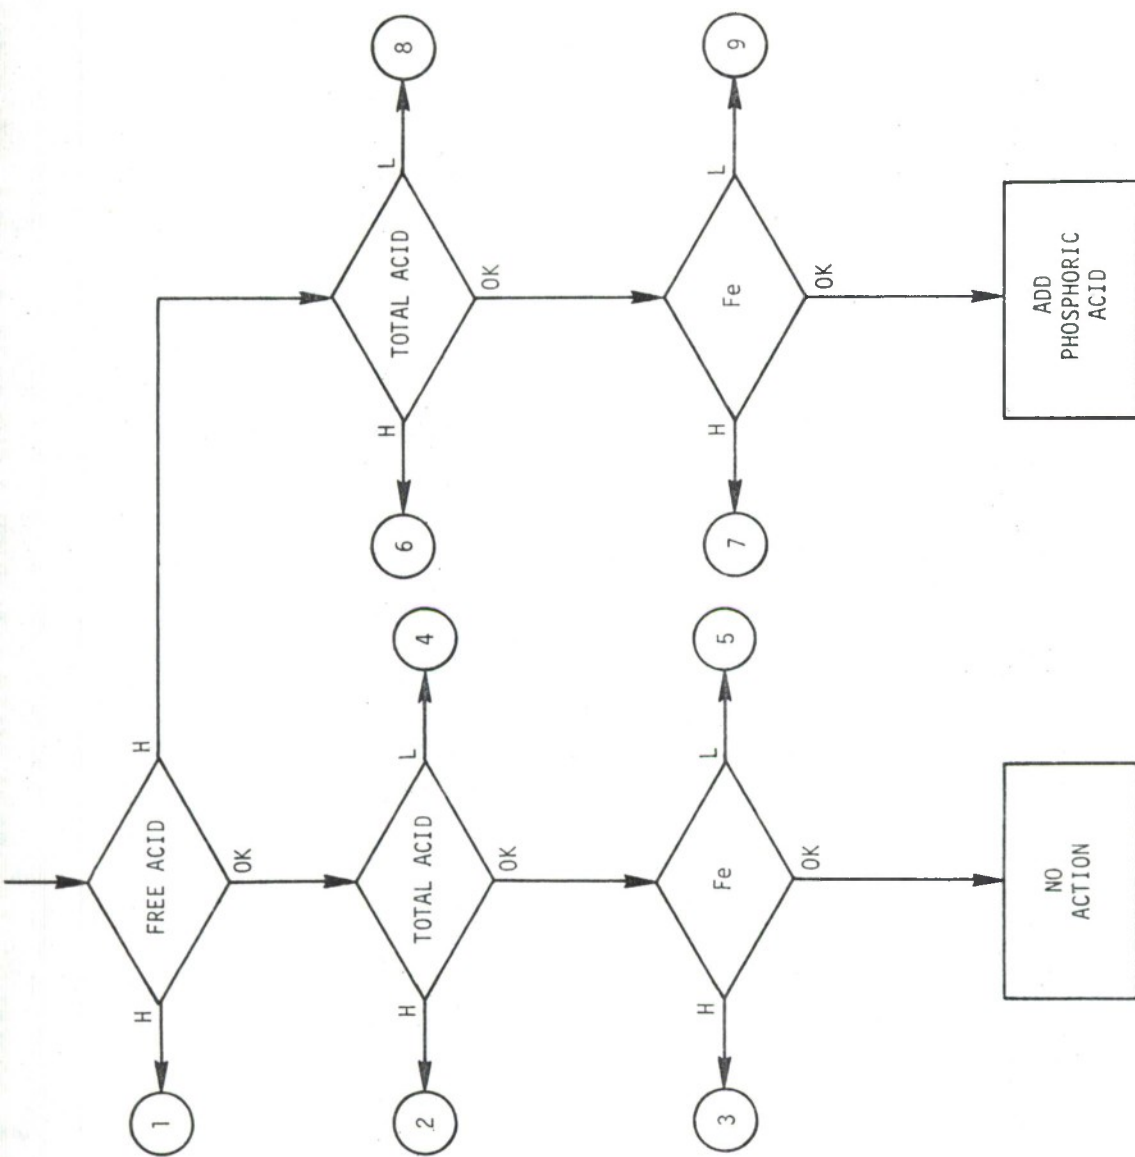 1
H
FREE ACID
H
OK
2
H
TOTAL ACID
L
4
OK
3
H
Fe
L
5
OK
NO
ACTION
6
H
TOTAL ACID
L
8
OK
7
H
Fe
L
9
OK
ADD
PHOSPHORIC
ACID